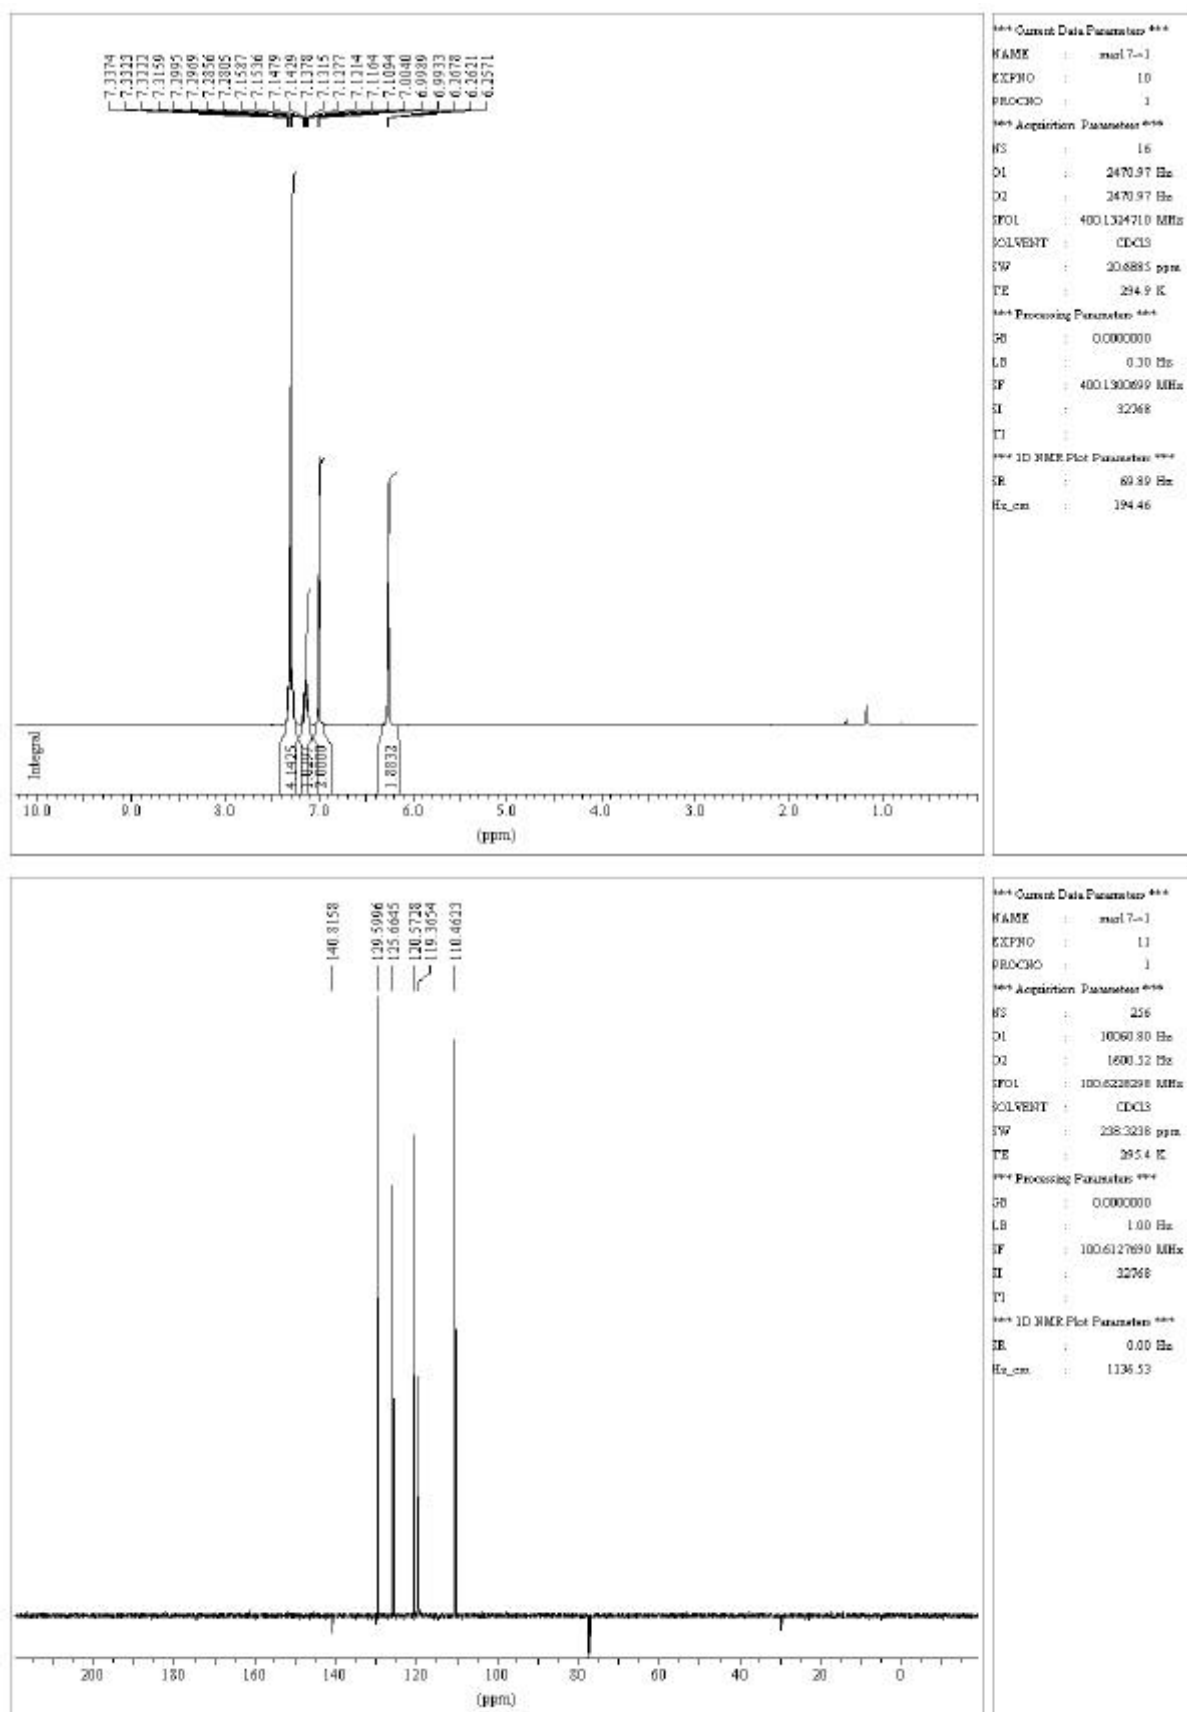 7.3374
7.3323
7.3222
7.3159
7.2995
7.2969
7.2856
7.2805
7.1587
7.1536
7.1479
7.1429
7.1378
7.1315
7.1277
7.1214
7.1164
7.1094
7.0040
6.9989
6.9933
6.2678
6.2621
6.2571
Integral
4.1425
2.0000
1.8832
10.0 9.0 8.0 7.0 6.0 5.0 4.0 3.0 2.0 1.0
(ppm)
*** Current Data Parameters ***
NAME : mar17-~1
EXPNO : 10
PROCNO : 1
*** Acquisition Parameters ***
NS : 16
O1 : 2470.97 Hz
O2 : 2470.97 Hz
SFO1 : 400.1324710 MHz
SOLVENT : CDCl3
SW : 20.6885 ppm
TE : 294.9 K
*** Processing Parameters ***
GB : 0.0000000
LB : 0.30 Hz
SF : 400.1300699 MHz
SI : 32768
*** 1D NMR Plot Parameters ***
SR : 69.89 Hz
Hz_cm : 194.46
140.8158
129.5996
125.6645
120.5728
119.3654
110.4623
200 180 160 140 120 100 80 60 40 20 0
(ppm)
*** Current Data Parameters ***
NAME : mar17-~1
EXPNO : 11
PROCNO : 1
*** Acquisition Parameters ***
NS : 256
O1 : 10060.80 Hz
O2 : 1600.52 Hz
SFO1 : 100.6228298 MHz
SOLVENT : CDCl3
SW : 238.3238 ppm
TE : 295.4 K
*** Processing Parameters ***
GB : 0.0000000
LB : 1.00 Hz
SF : 100.6127690 MHz
SI : 32768
*** 1D NMR Plot Parameters ***
SR : 0.00 Hz
Hz_cm : 1136.53